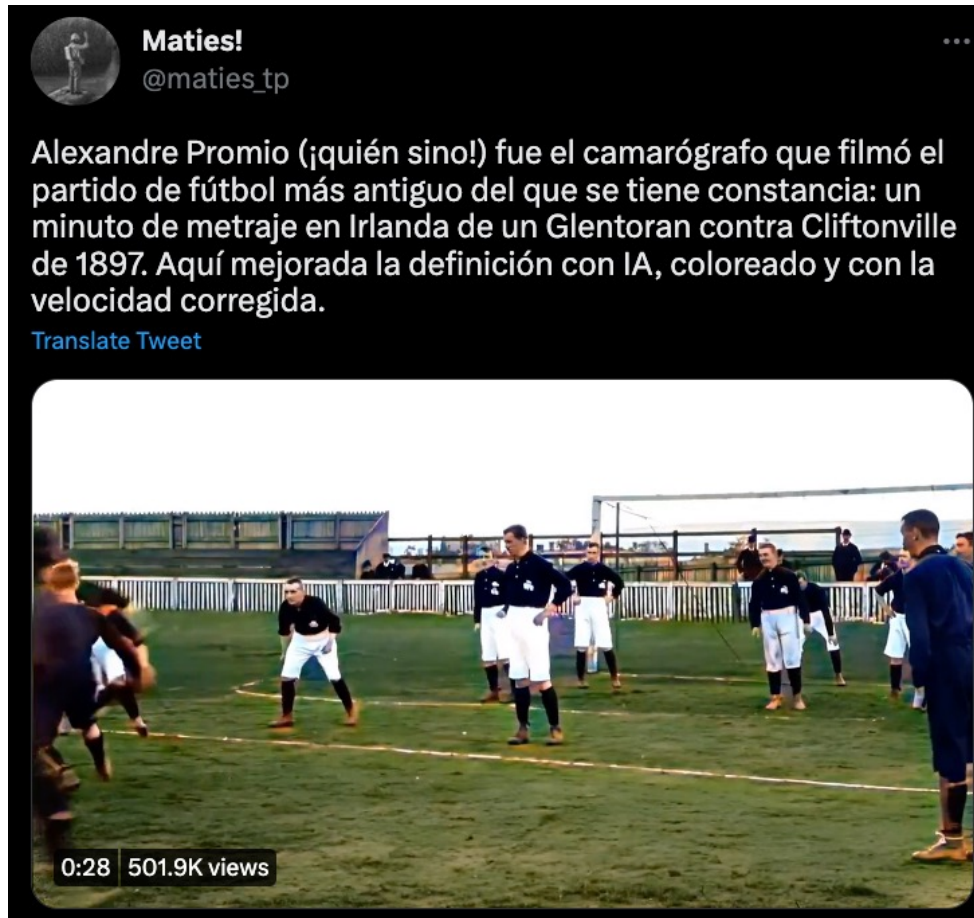 Maties!
@maties_tp
Alexandre Promio (¡quién sino!) fue el camarógrafo que filmó el
partido de fútbol más antiguo del que se tiene constancia: un
minuto de metraje en Irlanda de un Glentoran contra Cliftonville
de 1897. Aquí mejorada la definición con IA, coloreado y con la
velocidad corregida.
Translate Tweet
0:28 501.9K views